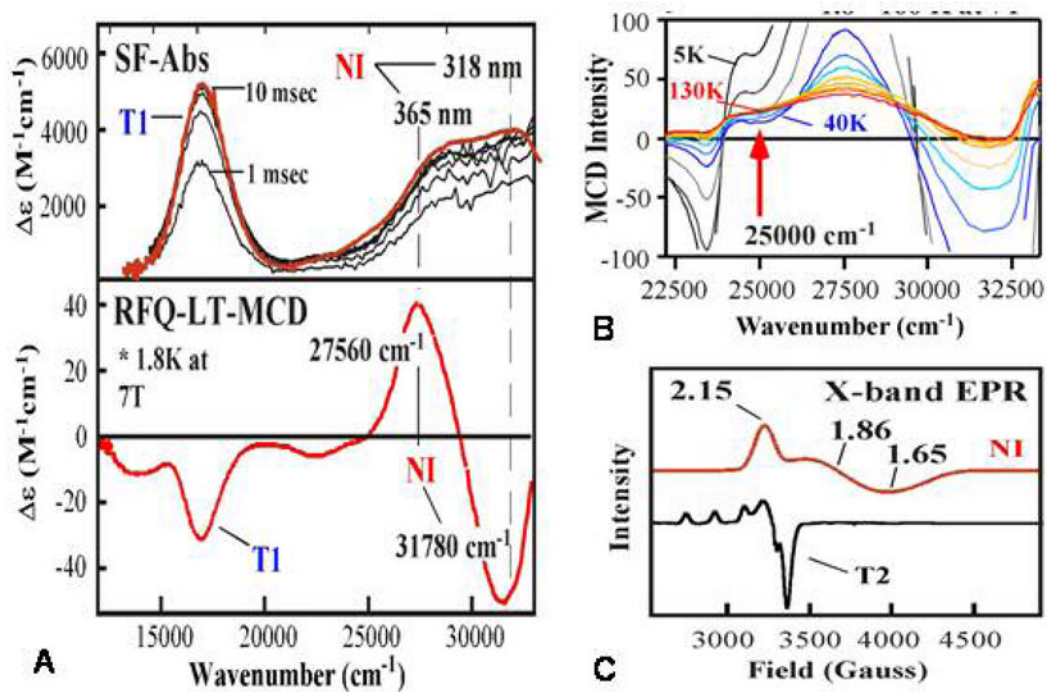 SF-Abs
T1
10 msec
1 msec
NI
318 nm
365 nm
Δε (M⁻¹cm⁻¹)
6000
4000
2000
RFQ-LT-MCD
* 1.8K at
7T
27560 cm⁻¹
NI
31780 cm⁻¹
T1
Δε (M⁻¹cm⁻¹)
40
20
0
-20
-40
15000 20000 25000 30000
Wavenumber (cm⁻¹)
A
MCD Intensity
100
50
0
-50
-100
5K
130K
40K
25000 cm⁻¹
22500 25000 27500 30000 32500
Wavenumber (cm⁻¹)
B
X-band EPR
2.15
1.86
1.65
NI
T2
Intensity
3000 3500 4000 4500
Field (Gauss)
C